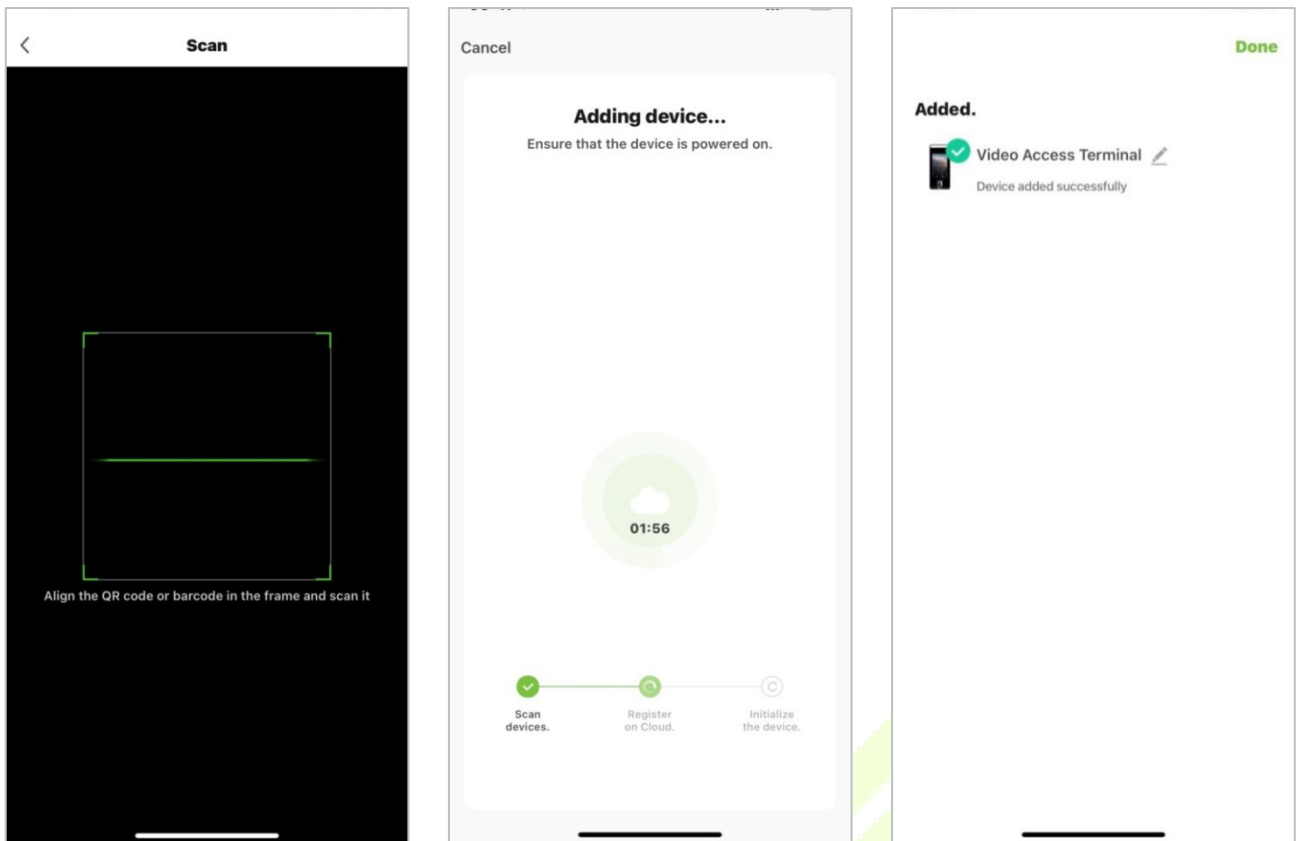 Scan
Align the QR code or barcode in the frame and scan it
Cancel
Adding device...
Ensure that the device is powered on.
01:56
Scan
devices.
Register
on Cloud.
Initialize
the device.
Done
Added.
Video Access Terminal
Device added successfully